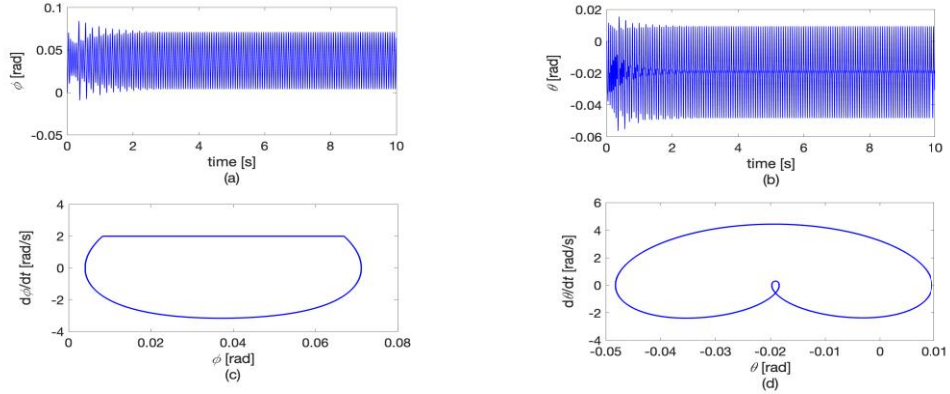 0.1
0.05
0
-0.05
ϕ [rad]
0 2 4 6 8 10
time [s]
(a)
0.02
0
-0.02
-0.04
-0.06
θ [rad]
0 2 4 6 8 10
time [s]
(b)
4
2
0
-2
-4
dϕ/dt [rad/s]
0 0.02 0.04 0.06 0.08
ϕ [rad]
(c)
6
4
2
0
-2
-4
dθ/dt [rad/s]
-0.05 -0.04 -0.03 -0.02 -0.01 0 0.01
θ [rad]
(d)